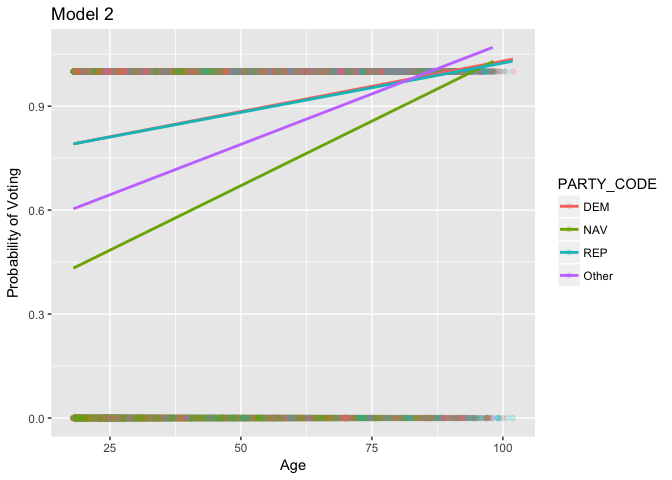 Model 2
Probability of Voting
0.9
0.6
0.3
0.0
25 50 75 100
Age
PARTY_CODE
DEM
NAV
REP
Other